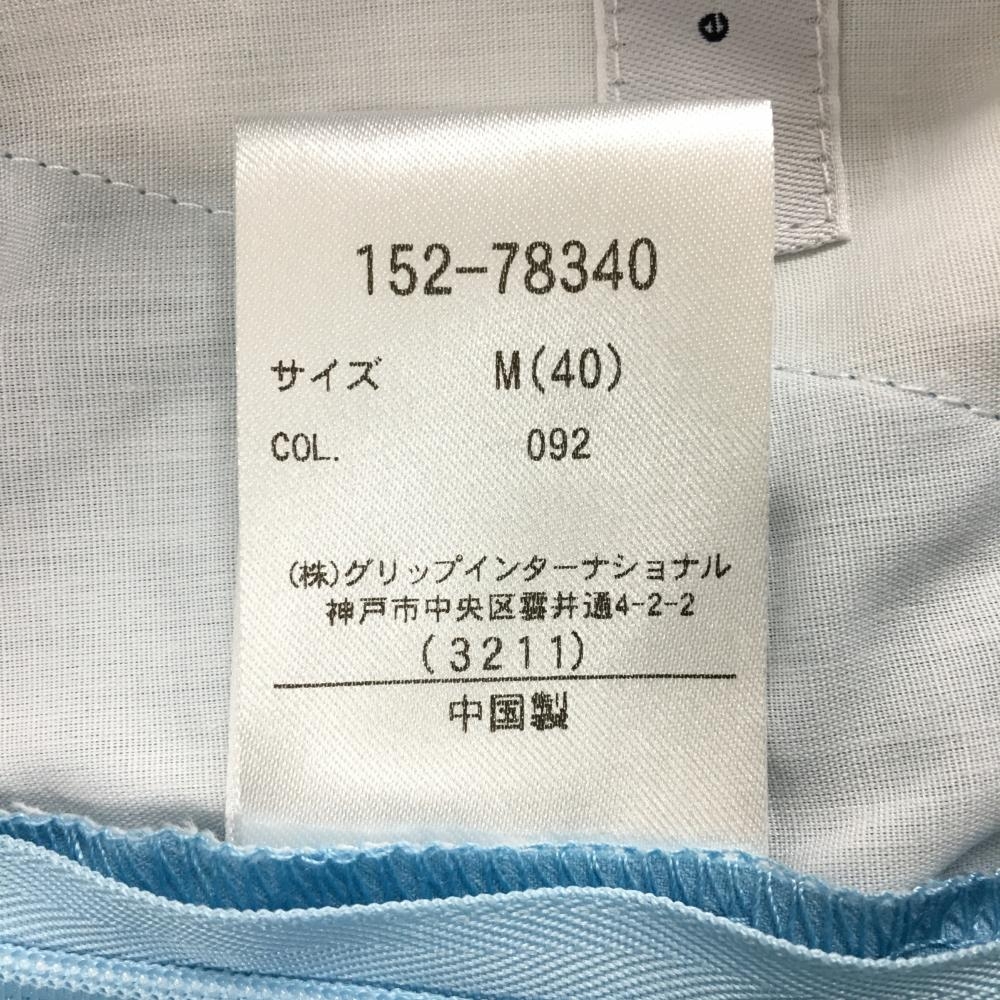 152-78340
サイズ M(40)
COL. 092
(株)グリップインターナショナル
神戸市中央区雲井通4-2-2
(3211)
中国製